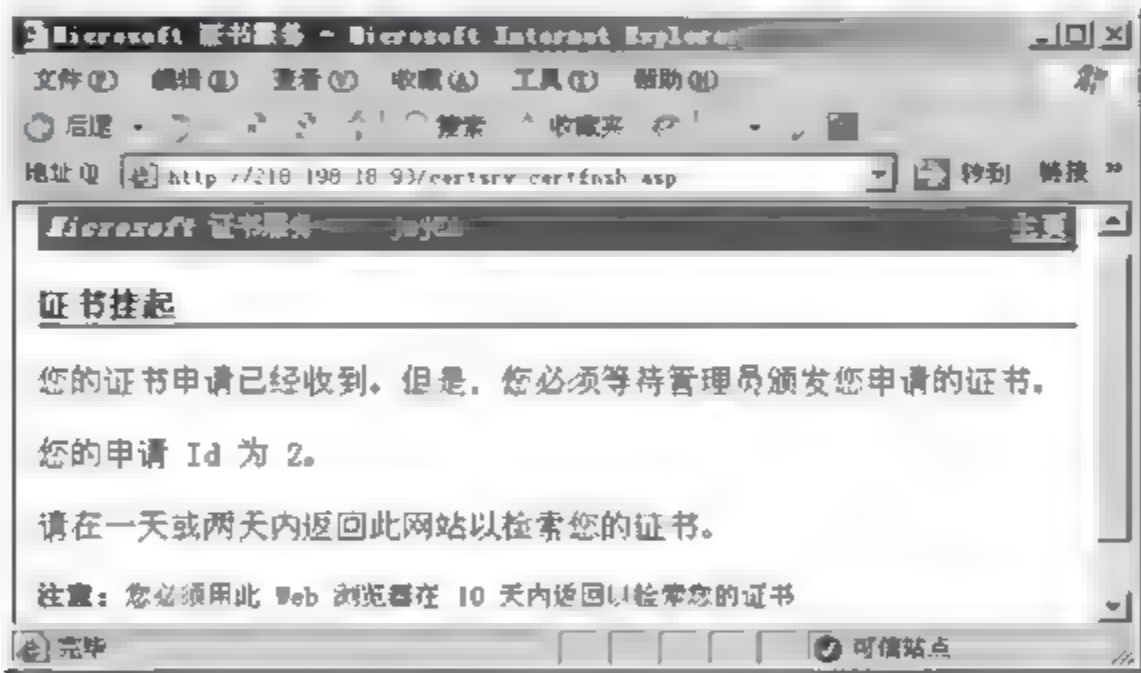 Microsoft 证书服务 - Microsoft Internet Explorer
文件(F) 编辑(E) 查看(V) 收藏(A) 工具(T) 帮助(H)
后退 搜索 收藏夹
地址(D) http://218.198.18.93/certsrv/certfnsh.asp 转到 链接 »
Microsoft 证书服务 主页
证书挂起
您的证书申请已经收到。但是，您必须等待管理员颁发您申请的证书。
您的申请 Id 为 2。
请在一天或两天内返回此网站以检索您的证书。
注意: 您必须用此 Web 浏览器在 10 天内返回以检索您的证书
完毕 可信站点